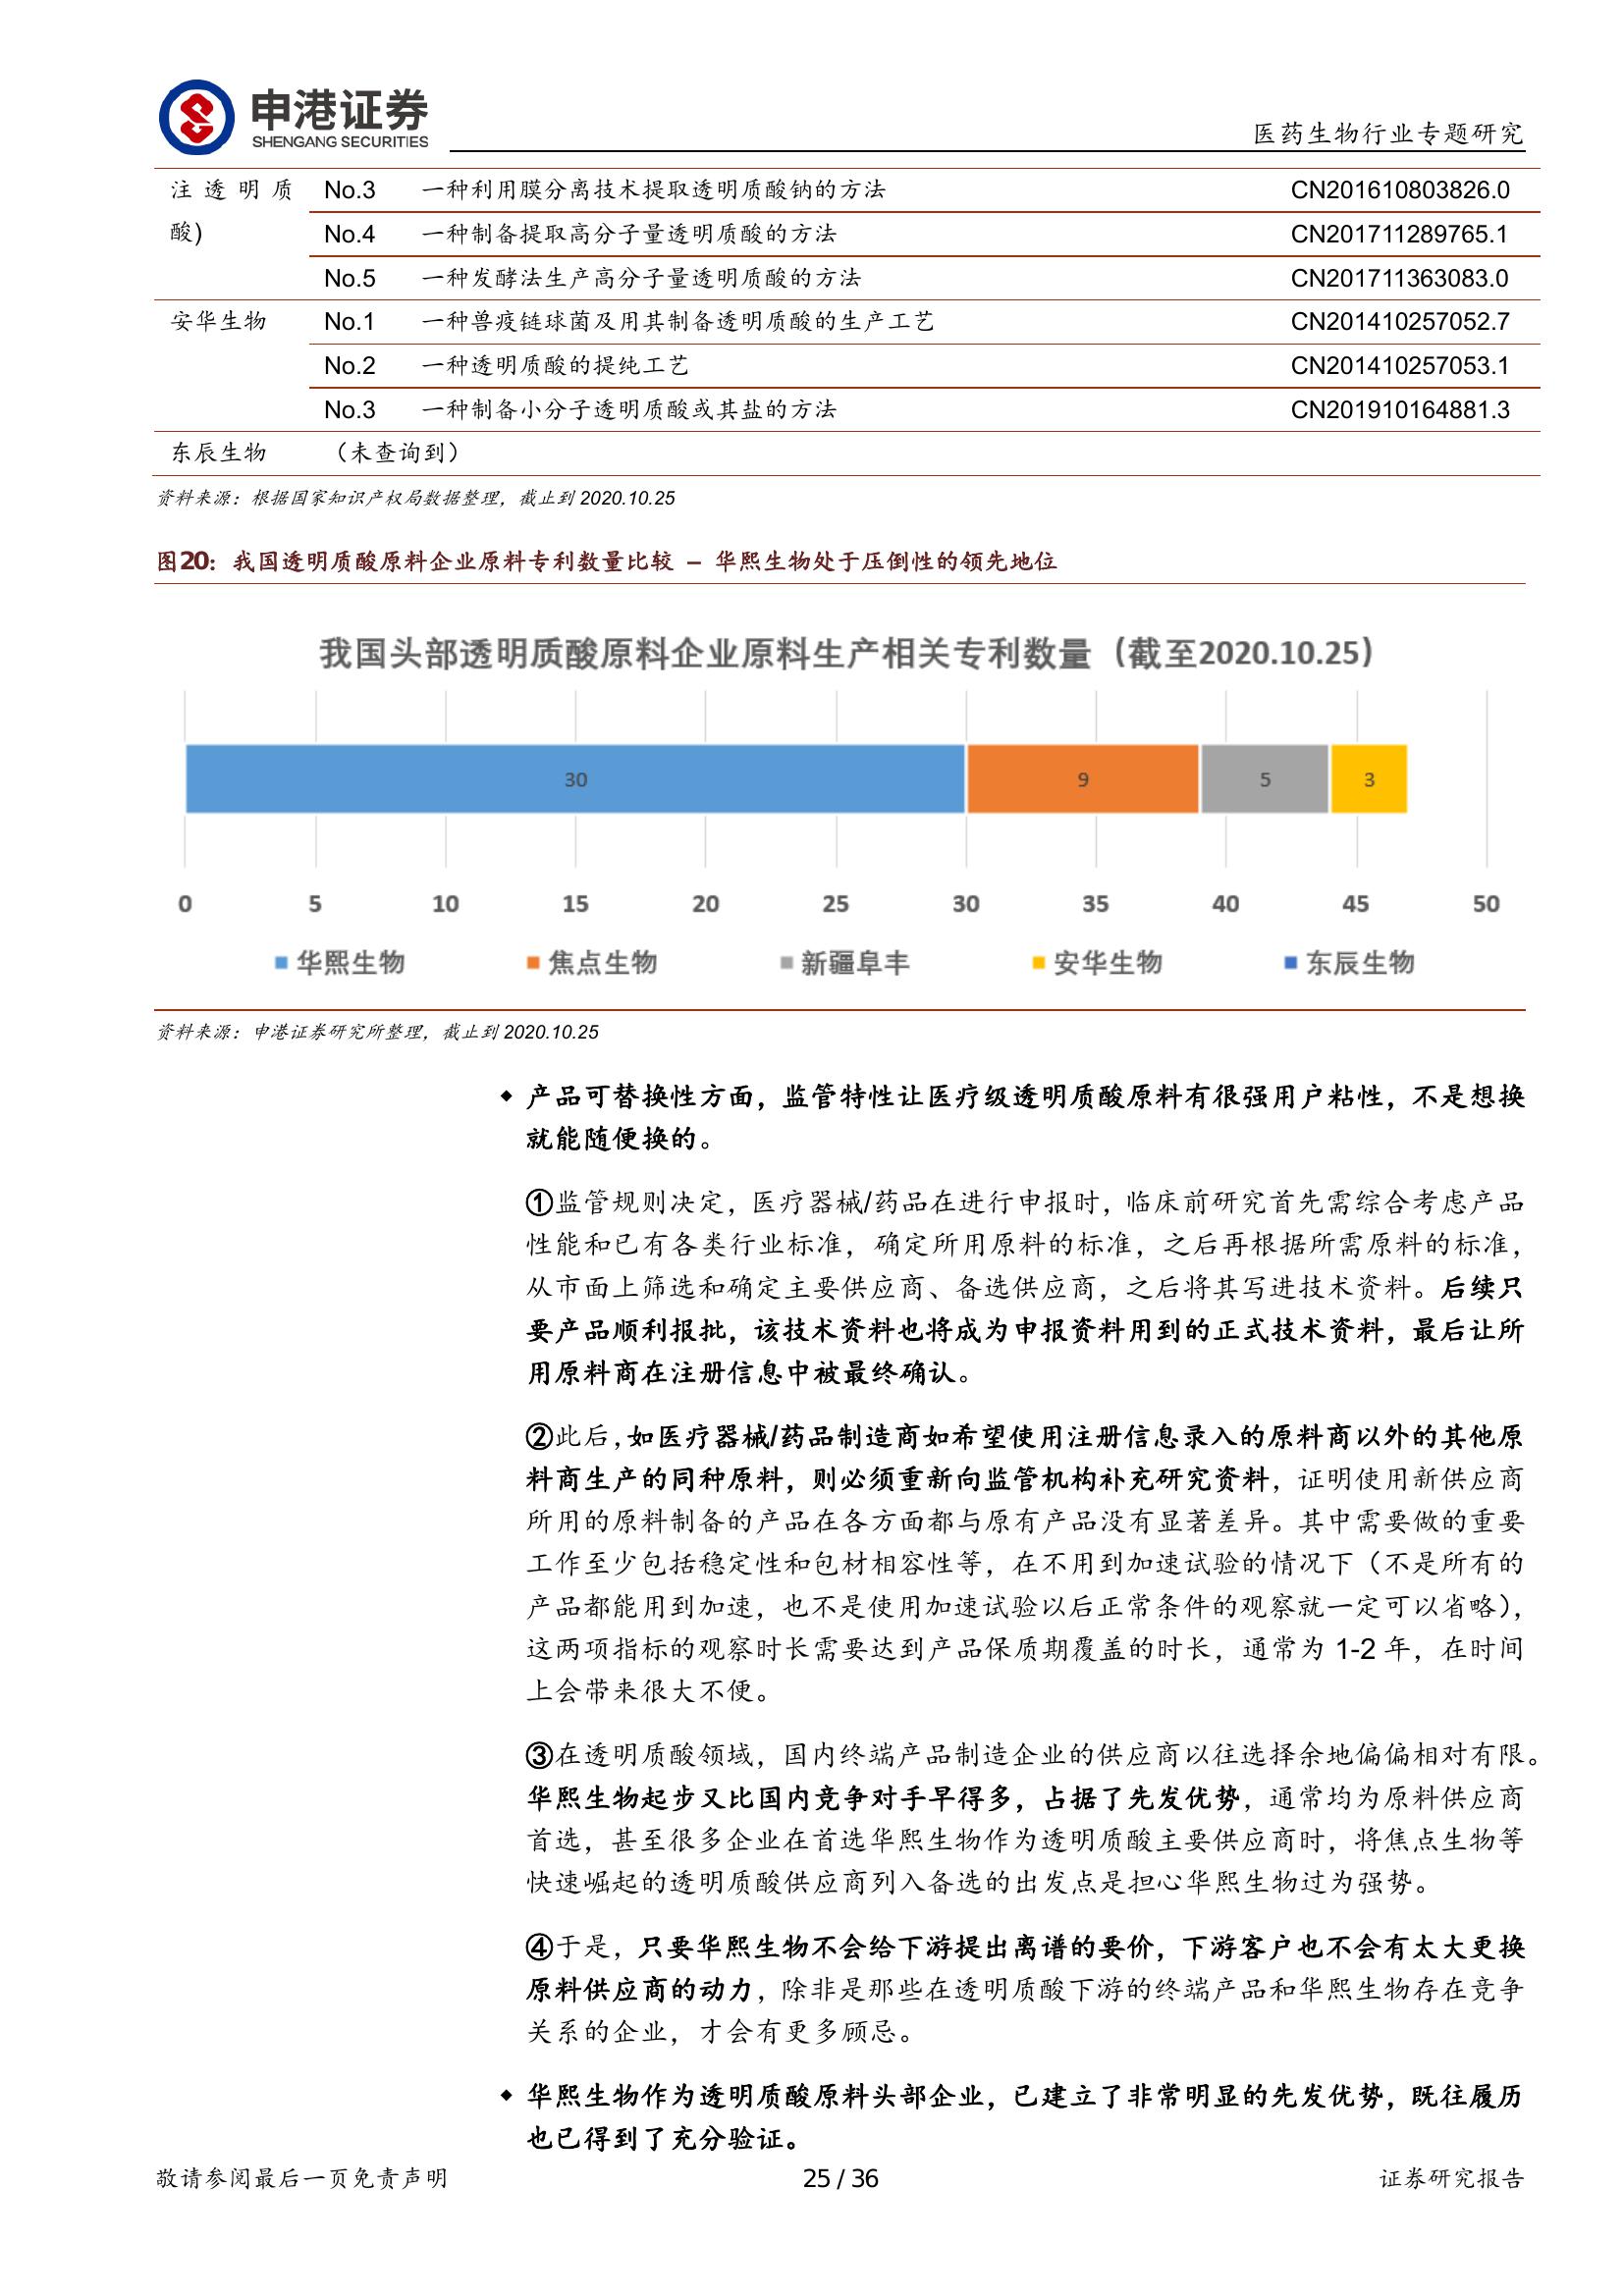 申港证券
SHENGANG SECURITIES
医药生物行业专题研究
注透明质 No.3 一种利用膜分离技术提取透明质酸钠的方法 CN201610803826.0
酸) No.4 一种制备提取高分子量透明质酸的方法 CN201711289765.1
No.5 一种发酵法生产高分子量透明质酸的方法 CN201711363083.0
安华生物 No.1 一种兽疫链球菌及用其制备透明质酸的生产工艺 CN201410257052.7
No.2 一种透明质酸的提纯工艺 CN201410257053.1
No.3 一种制备小分子透明质酸或其盐的方法 CN201910164881.3
东辰生物 （未查询到）
资料来源：根据国家知识产权局数据整理，截止到 2020.10.25
图20：我国透明质酸原料企业原料专利数量比较 – 华熙生物处于压倒性的领先地位
我国头部透明质酸原料企业原料生产相关专利数量（截至2020.10.25）
30 9 5 3
0 5 10 15 20 25 30 35 40 45 50
华熙生物 焦点生物 新疆阜丰 安华生物 东辰生物
资料来源：申港证券研究所整理，截止到 2020.10.25
◆ 产品可替换性方面，监管特性让医疗级透明质酸原料有很强用户粘性，不是想换
就能随便换的。
①监管规则决定，医疗器械/药品在进行申报时，临床前研究首先需综合考虑产品
性能和已有各类行业标准，确定所用原料的标准，之后再根据所需原料的标准，
从市面上筛选和确定主要供应商、备选供应商，之后将其写进技术资料。后续只
要产品顺利报批，该技术资料也将成为申报资料用到的正式技术资料，最后让所
用原料商在注册信息中被最终确认。
②此后，如医疗器械/药品制造商如希望使用注册信息录入的原料商以外的其他原
料商生产的同种原料，则必须重新向监管机构补充研究资料，证明使用新供应商
所用的原料制备的产品在各方面都与原有产品没有显著差异。其中需要做的重要
工作至少包括稳定性和包材相容性等，在不用到加速试验的情况下（不是所有的
产品都能用到加速，也不是使用加速试验以后正常条件的观察就一定可以省略），
这两项指标的观察时长需要达到产品保质期覆盖的时长，通常为 1-2 年，在时间
上会带来很大不便。
③在透明质酸领域，国内终端产品制造企业的供应商以往选择余地偏偏相对有限。
华熙生物起步又比国内竞争对手早得多，占据了先发优势，通常均为原料供应商
首选，甚至很多企业在首选华熙生物作为透明质酸主要供应商时，将焦点生物等
快速崛起的透明质酸供应商列入备选的出发点是担心华熙生物过为强势。
④于是，只要华熙生物不会给下游提出离谱的要价，下游客户也不会有太大更换
原料供应商的动力，除非是那些在透明质酸下游的终端产品和华熙生物存在竞争
关系的企业，才会有更多顾忌。
◆ 华熙生物作为透明质酸原料头部企业，已建立了非常明显的先发优势，既往履历
也已得到了充分验证。
敬请参阅最后一页免责声明 25 / 36 证券研究报告